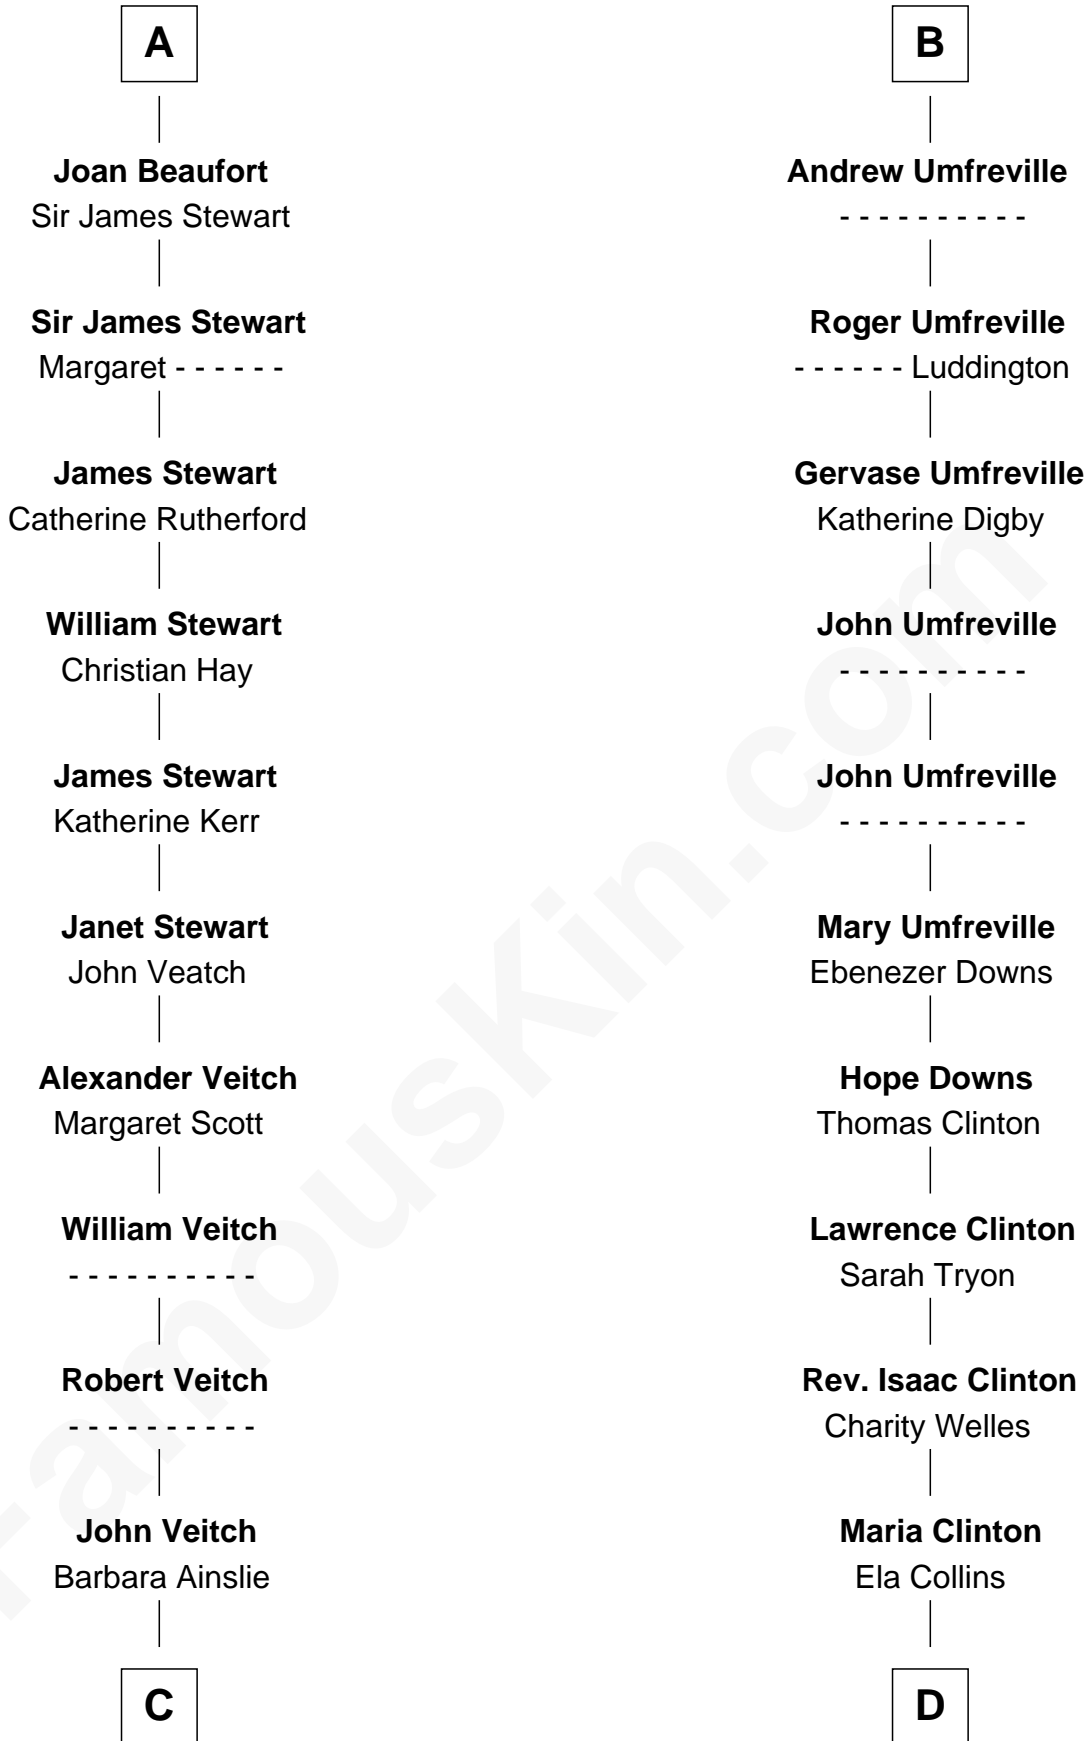 A
Joan Beaufort
Sir James Stewart
Sir James Stewart
Margaret - - - - - -
James Stewart
Catherine Rutherford
William Stewart
Christian Hay
James Stewart
Katherine Kerr
Janet Stewart
John Veatch
Alexander Veitch
Margaret Scott
William Veitch
- - - - - - - - - -
Robert Veitch
- - - - - - - - - -
John Veitch
Barbara Ainslie
C
B
Andrew Umfreville
- - - - - - - - - -
Roger Umfreville
- - - - - - Luddington
Gervase Umfreville
Katherine Digby
John Umfreville
- - - - - - - - - -
John Umfreville
- - - - - - - - - -
Mary Umfreville
Ebenezer Downs
Hope Downs
Thomas Clinton
Lawrence Clinton
Sarah Tryon
Rev. Isaac Clinton
Charity Welles
Maria Clinton
Ela Collins
D
FamousKin.com